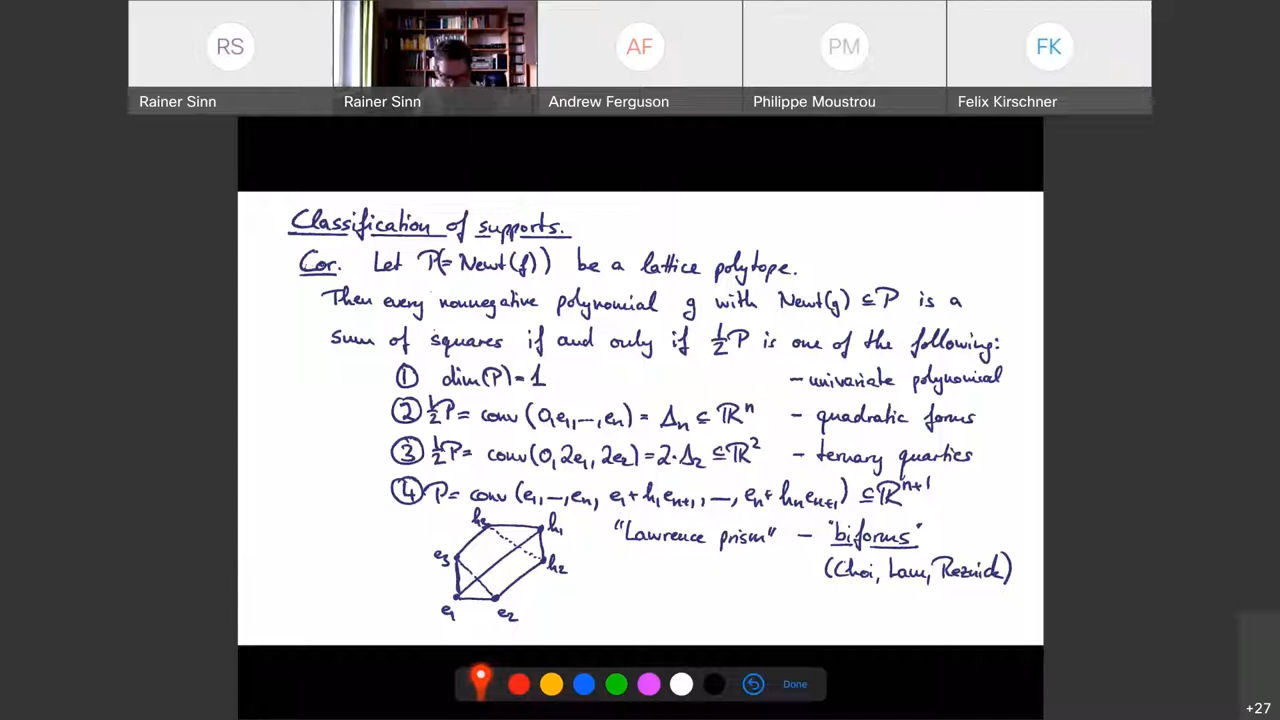 RS
AF
PM
FK
Rainer Sinn
Rainer Sinn
Andrew Ferguson
Philippe Moustrou
Felix Kirschner
Classification of supports.
Cor. Let P(= Newt(f)) be a lattice polytope.
Then every nonnegative polynomial g with Newt(g) ⊆ P is a
sum of squares if and only if ½P is one of the following:
① dim(P) = 1 – univariate polynomial
② ½P = conv(0, e₁, –, eₙ) = Δₙ ⊆ ℝⁿ – quadratic forms
③ ½P = conv(0, 2e₁, 2e₂) = 2·Δ₂ ⊆ ℝ² – ternary quartics
④ P = conv(e₁, –, eₙ, e₁ + h₁eₙ₊₁, –, eₙ + hₙeₙ₊₁) ⊆ ℝⁿ⁺¹
h₃ h₁
"Lawrence prism" – "biforms"
e₃ h₂
(Choi, Lam, Reznick)
e₁ e₂
Done
+27